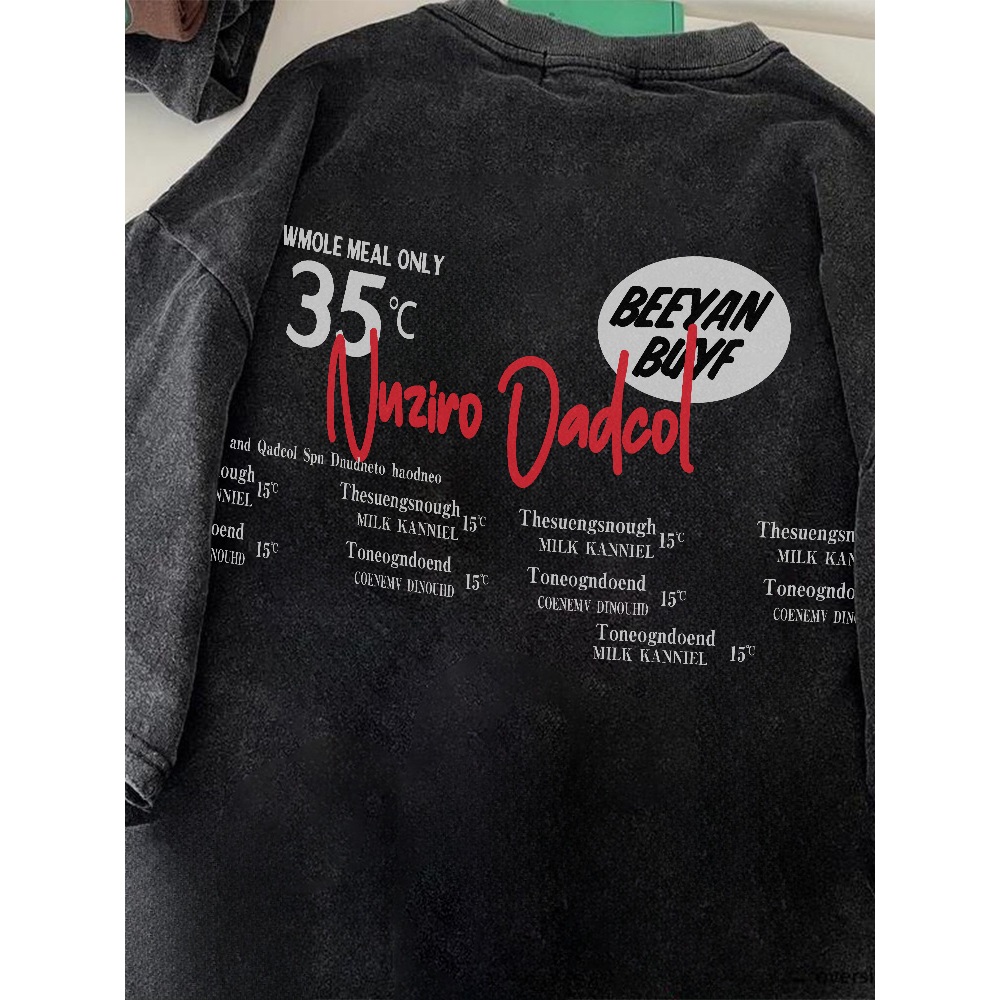 WMOLE MEAL ONLY
35°C
BEEYAN
BUYF
Nuziro Dadcol
and Qadcol Spn Dnudneto haodneo
ough 15°C
NNIEL
oend 15°C
NOUHD
Thesuengsnough 15°C
MILK KANNIEL
Toneogndoend 15°C
COENEMV DINOUHD
Thesuengsnough 15°C
MILK KANNIEL
Toneogndoend 15°C
COENEMV DINOUHD
Toneogndoend 15°C
MILK KANNIEL
Thesuengsn
MILK KAN
Toneogndo
COENEMV DIN
oversi